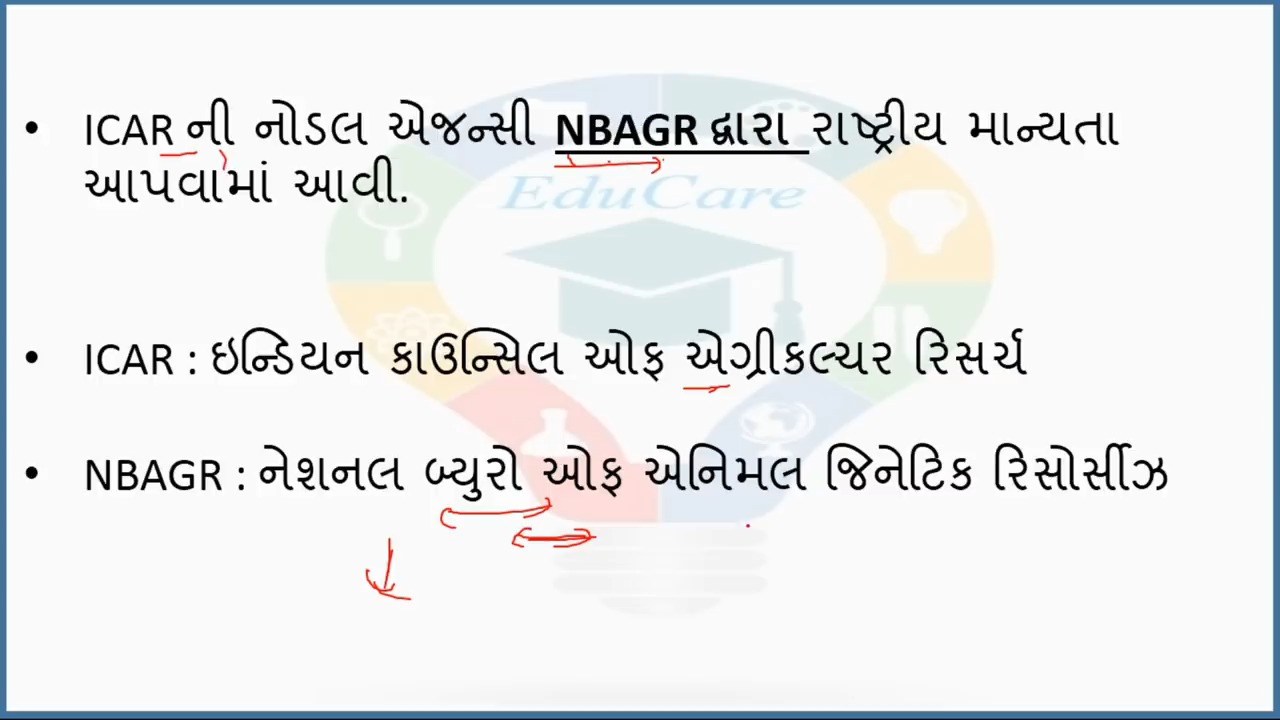 • ICAR ની નોડલ એજન્સી NBAGR દ્વારા રાષ્ટ્રીય માન્યતા
આપવામાં આવી.
EduCare
• ICAR : ઇન્ડિયન કાઉન્સિલ ઓફ એગ્રીકલ્ચર રિસર્ચ
• NBAGR : નેશનલ બ્યુરો ઓફ એનિમલ જિનેટિક રિસોર્સીઝ